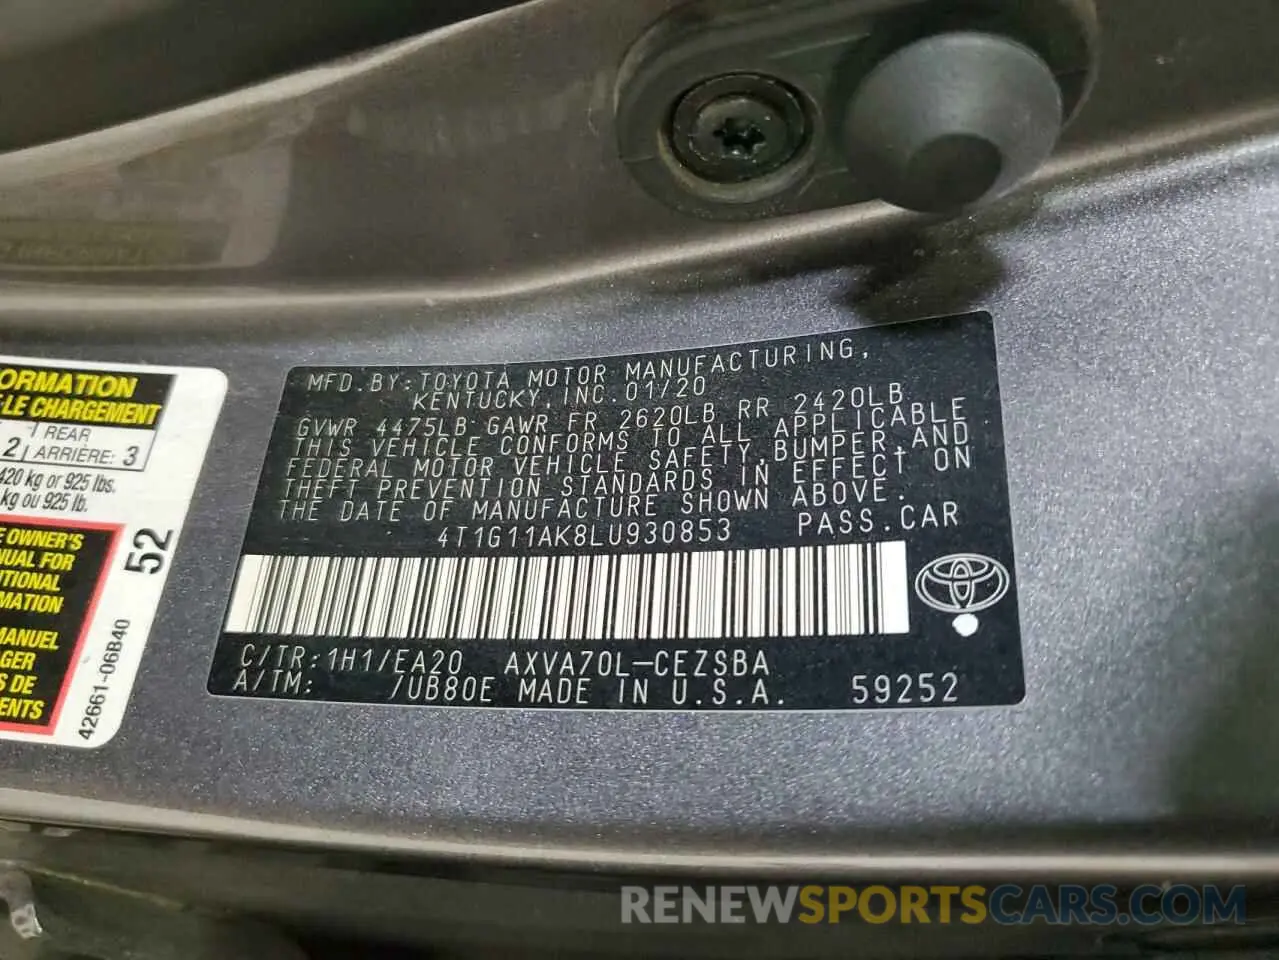 ORMATION
LE CHARGEMENT
2 REAR
ARRIÈRE: 3
420 kg or 925 lbs.
kg ou 925 lb.
E OWNER'S
NUAL FOR
ITIONAL
RMATION
MANUEL
AGER
S DE
MENTS
52
42661-06B40
MFD.BY:TOYOTA MOTOR MANUFACTURING,
KENTUCKY, INC.01/20
GVWR 4475LB GAWR FR 2620LB RR 2420LB
THIS VEHICLE CONFORMS TO ALL APPLICABLE
FEDERAL MOTOR VEHICLE SAFETY,BUMPER,AND
THEFT PREVENTION STANDARDS IN EFFECT ON
THE DATE OF MANUFACTURE SHOWN ABOVE.
4T1G11AK8LU930853 PASS.CAR
C/TR:1H1/EA20 AXVA70L-CEZSBA
A/TM: /UB80E MADE IN U.S.A. 59252
RENEWSPORTSCARS.COM